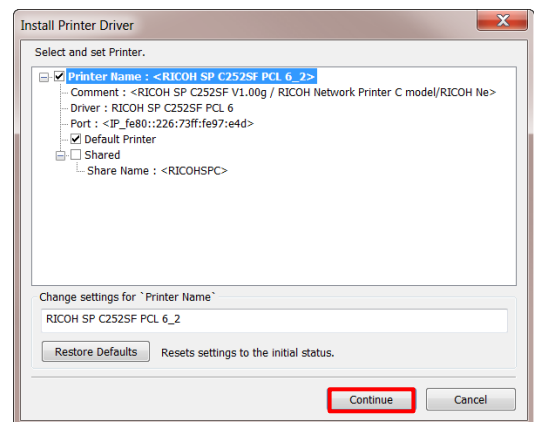 Install Printer Driver
Select and set Printer.
Printer Name : <RICOH SP C252SF PCL 6_2>
Comment : <RICOH SP C252SF V1.00g / RICOH Network Printer C model/RICOH Ne>
Driver : RICOH SP C252SF PCL 6
Port : <IP_fe80::226:73ff:fe97:e4d>
Default Printer
Shared
Share Name : <RICOHSPC>
Change settings for `Printer Name`
RICOH SP C252SF PCL 6_2
Restore Defaults Resets settings to the initial status.
Continue Cancel